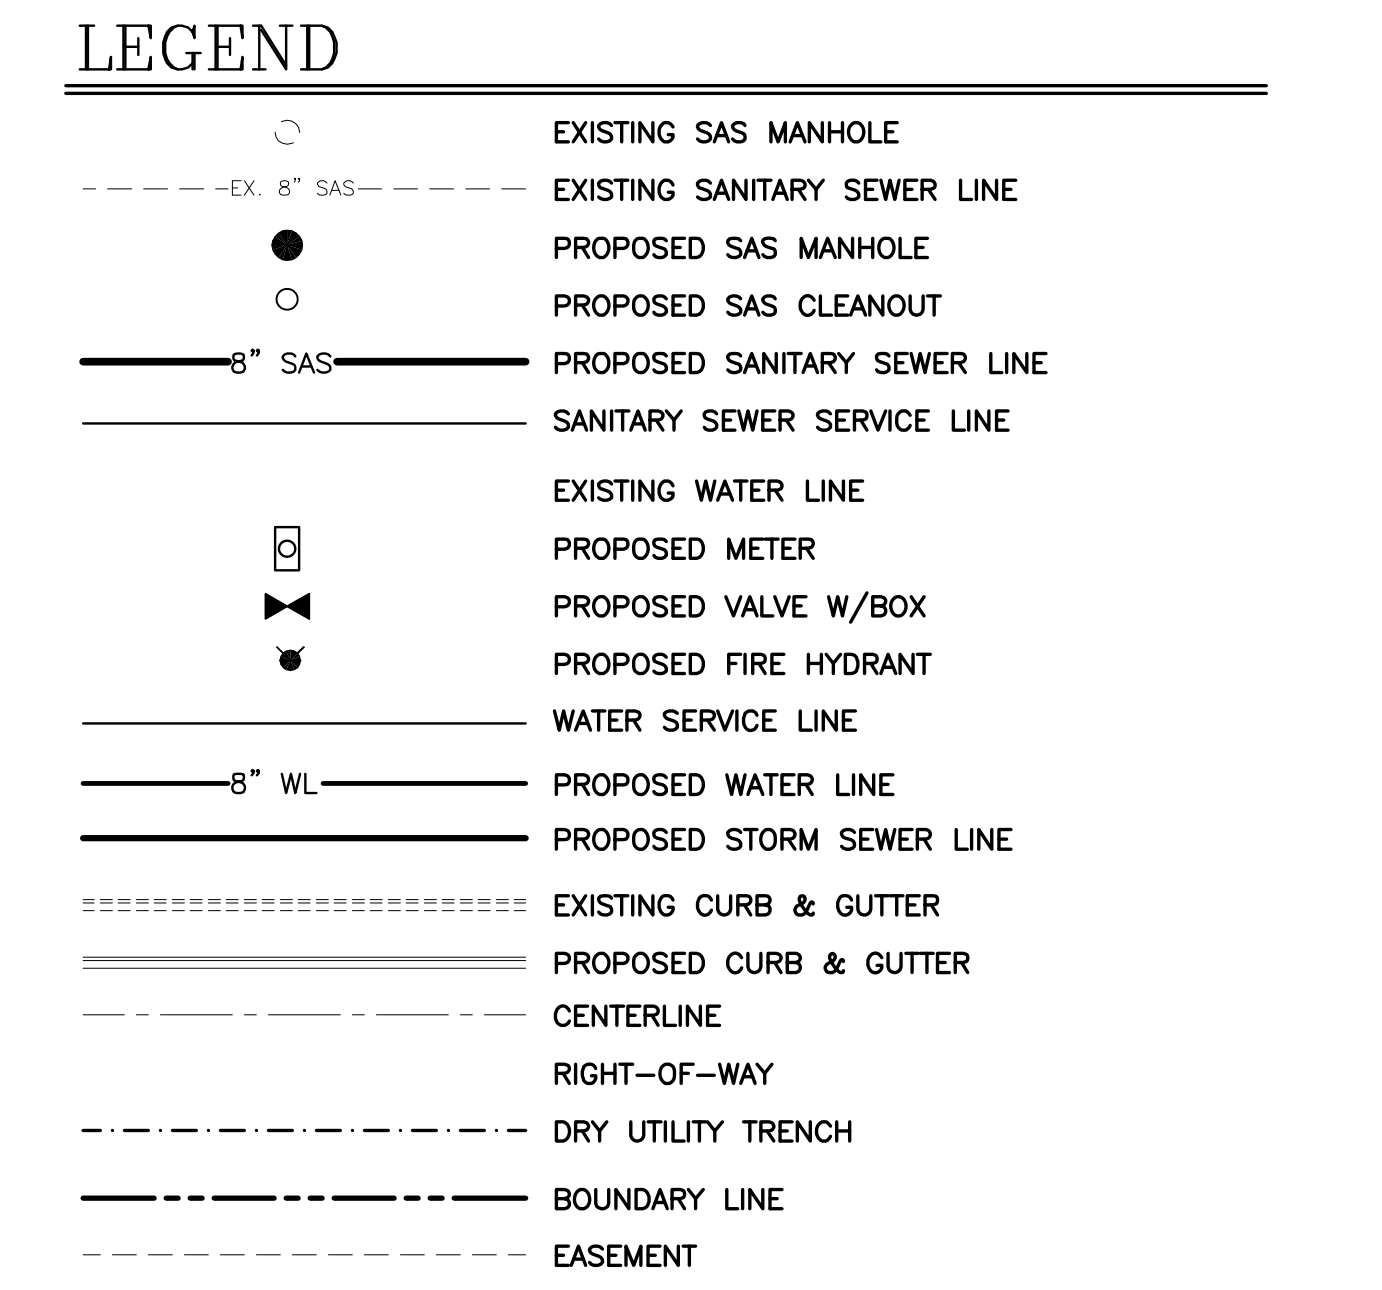 LEGEND
EXISTING SAS MANHOLE
EX. 8” SAS EXISTING SANITARY SEWER LINE
PROPOSED SAS MANHOLE
PROPOSED SAS CLEANOUT
8” SAS PROPOSED SANITARY SEWER LINE
SANITARY SEWER SERVICE LINE
EXISTING WATER LINE
PROPOSED METER
PROPOSED VALVE W/BOX
PROPOSED FIRE HYDRANT
WATER SERVICE LINE
8” WL PROPOSED WATER LINE
PROPOSED STORM SEWER LINE
EXISTING CURB & GUTTER
PROPOSED CURB & GUTTER
CENTERLINE
RIGHT-OF-WAY
DRY UTILITY TRENCH
BOUNDARY LINE
EASEMENT